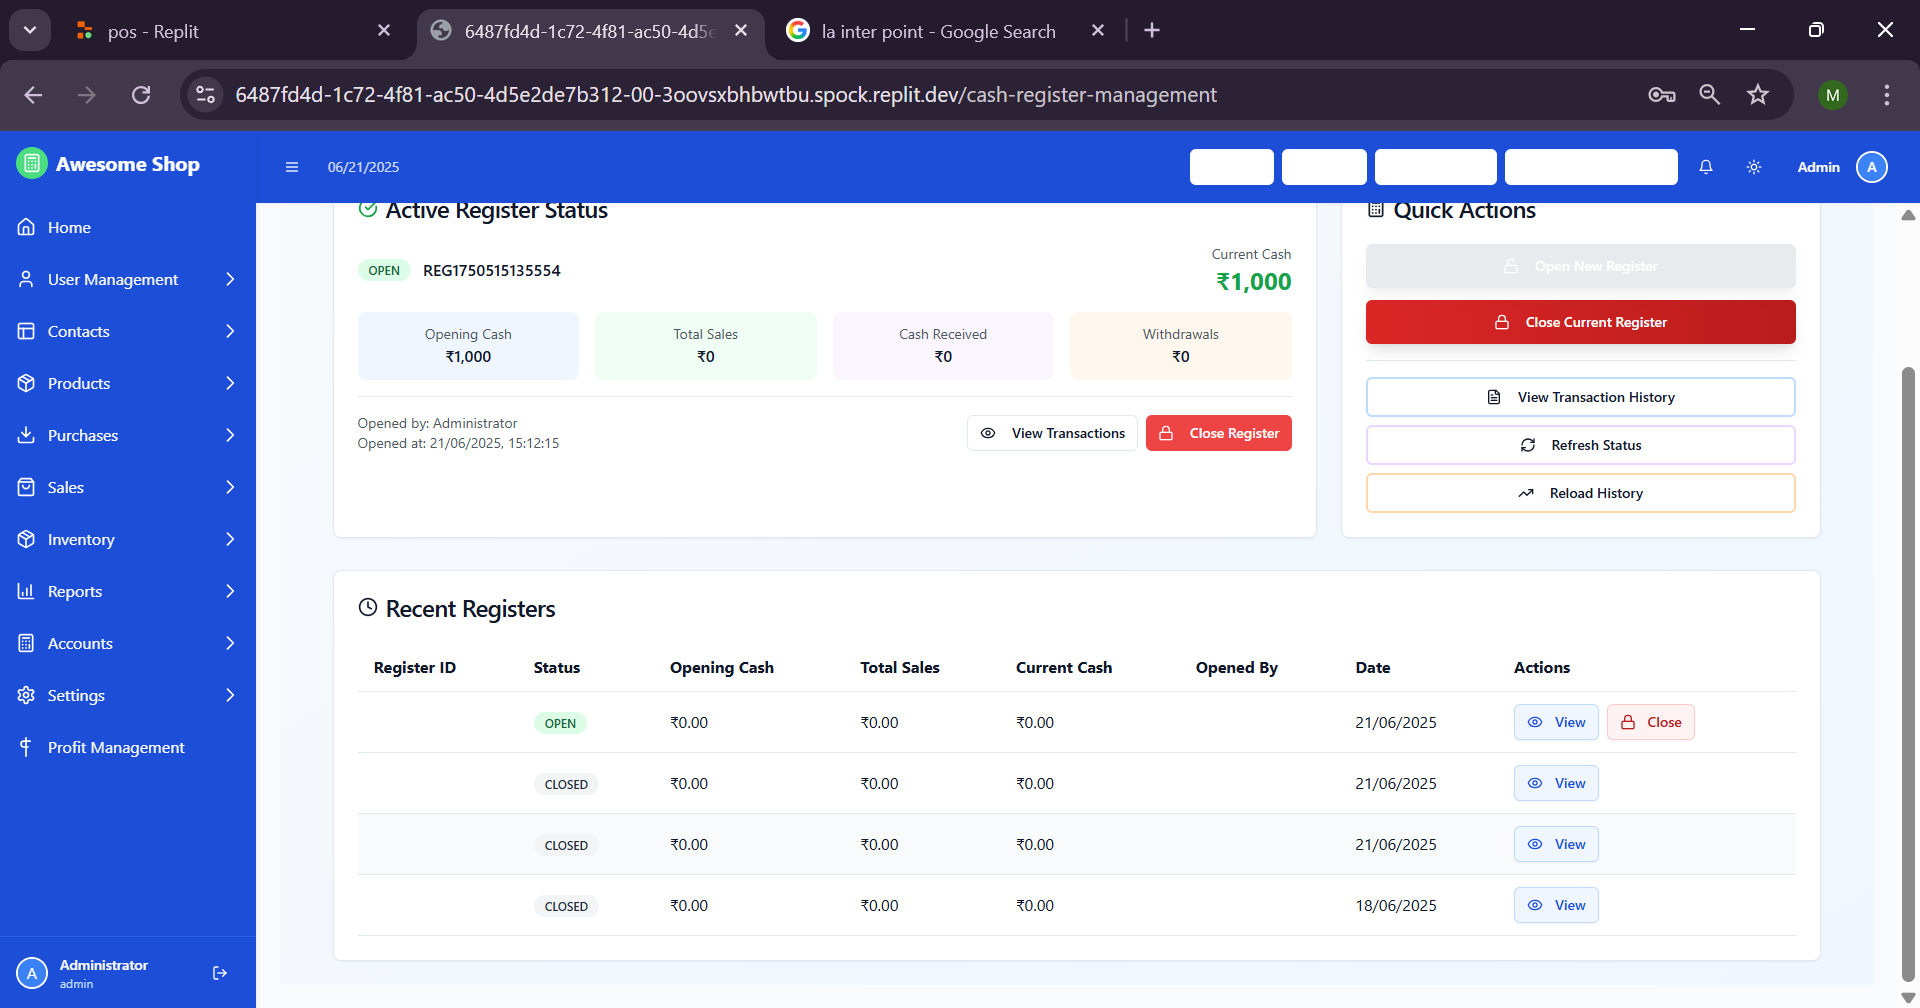 pos - Replit
6487fd4d-1c72-4f81-ac50-4d5e
la inter point - Google Search
6487fd4d-1c72-4f81-ac50-4d5e2de7b312-00-3oovsxbhbwtbu.spock.replit.dev/cash-register-management
M
Awesome Shop
06/21/2025
Admin
A
Home
User Management
Contacts
Products
Purchases
Sales
Inventory
Reports
Accounts
Settings
Profit Management
A
Administrator
admin
Active Register Status
OPEN
REG1750515135554
Current Cash
₹1,000
Opening Cash
₹1,000
Total Sales
₹0
Cash Received
₹0
Withdrawals
₹0
Opened by: Administrator
Opened at: 21/06/2025, 15:12:15
View Transactions
Close Register
Quick Actions
Open New Register
Close Current Register
View Transaction History
Refresh Status
Reload History
Recent Registers
Register ID Status Opening Cash Total Sales Current Cash Opened By Date Actions
OPEN ₹0.00 ₹0.00 ₹0.00 21/06/2025 View Close
CLOSED ₹0.00 ₹0.00 ₹0.00 21/06/2025 View
CLOSED ₹0.00 ₹0.00 ₹0.00 21/06/2025 View
CLOSED ₹0.00 ₹0.00 ₹0.00 18/06/2025 View